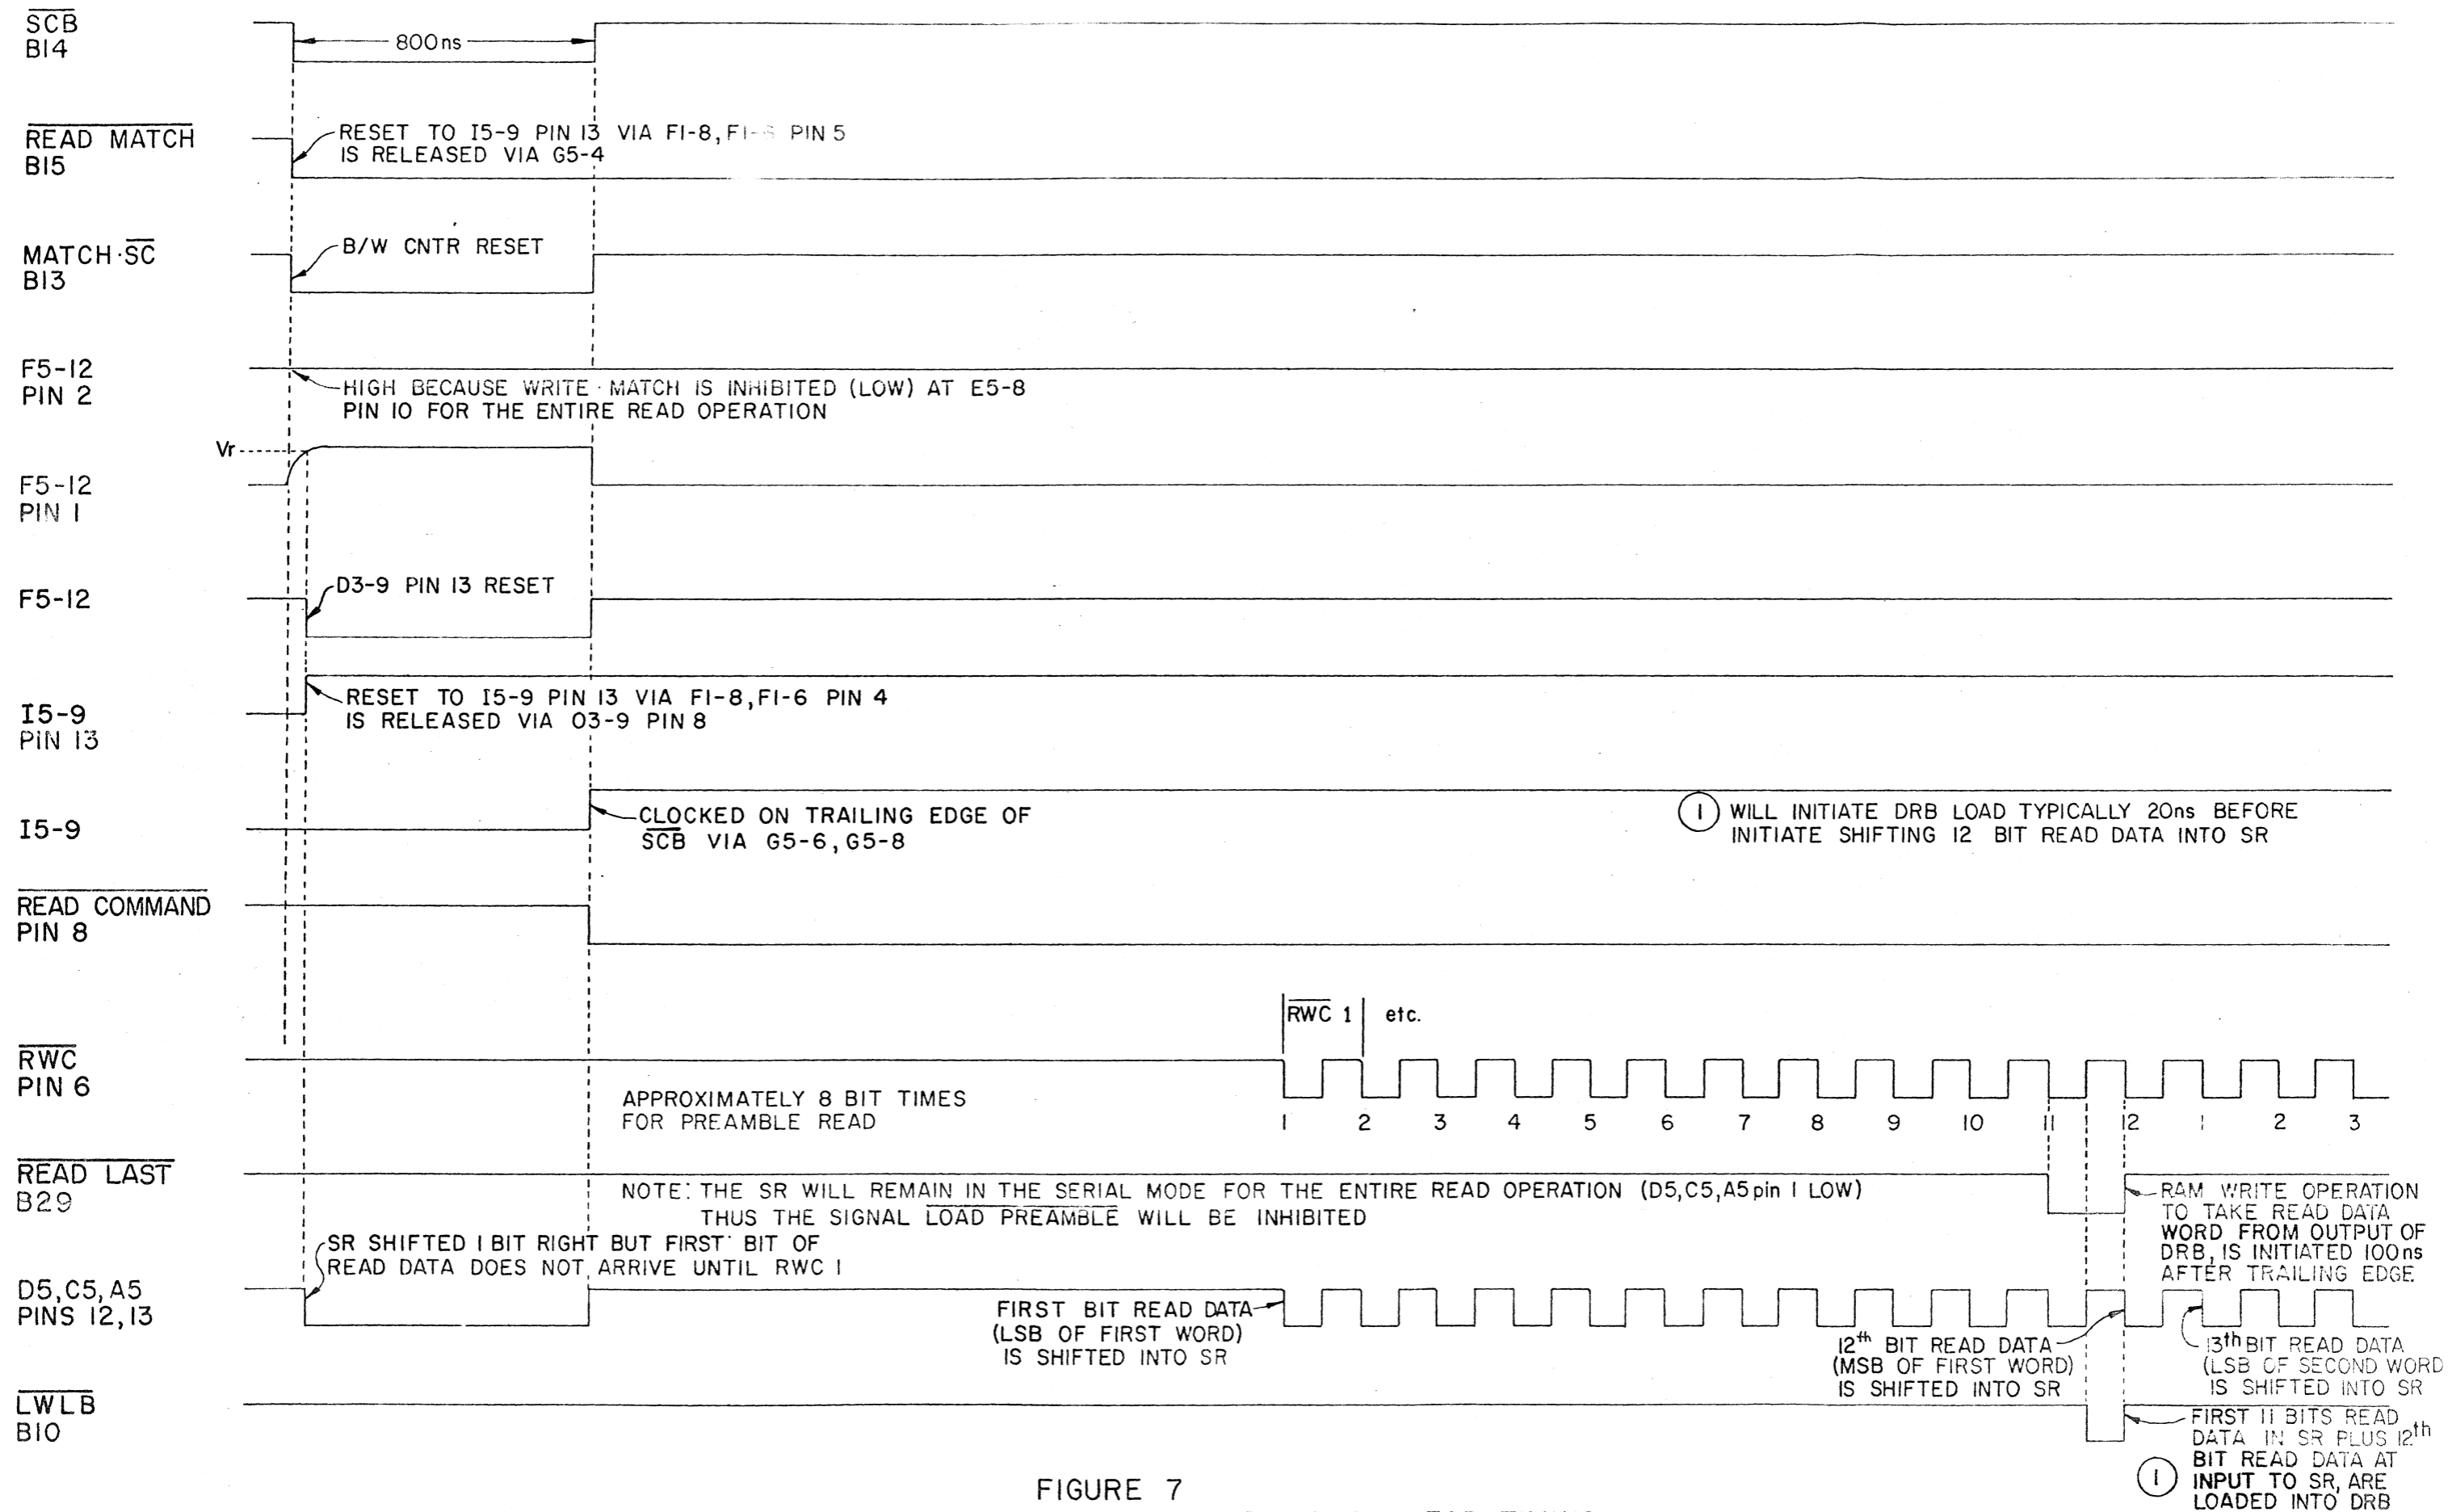 SCB
B14
800ns
READ MATCH
B15
RESET TO I5-9 PIN 13 VIA F1-8, F1- PIN 5
IS RELEASED VIA G5-4
MATCH·SC
B13
B/W CNTR RESET
F5-12
PIN 2
HIGH BECAUSE WRITE · MATCH IS INHIBITED (LOW) AT E5-8
PIN 10 FOR THE ENTIRE READ OPERATION
Vr
F5-12
PIN 1
D3-9 PIN 13 RESET
F5-12
RESET TO I5-9 PIN 13 VIA F1-8, F1-6 PIN 4
IS RELEASED VIA O3-9 PIN 8
I5-9
PIN 13
CLOCKED ON TRAILING EDGE OF
SCB VIA G5-6, G5-8
I5-9
1 WILL INITIATE DRB LOAD TYPICALLY 20ns BEFORE
INITIATE SHIFTING 12 BIT READ DATA INTO SR
READ COMMAND
PIN 8
RWC 1 etc.
RWC
PIN 6
APPROXIMATELY 8 BIT TIMES
FOR PREAMBLE READ
1 2 3 4 5 6 7 8 9 10 11 12 1 2 3
READ LAST
B29
NOTE: THE SR WILL REMAIN IN THE SERIAL MODE FOR THE ENTIRE READ OPERATION (D5,C5,A5 pin 1 LOW)
THUS THE SIGNAL LOAD PREAMBLE WILL BE INHIBITED
RAM WRITE OPERATION
TO TAKE READ DATA
WORD FROM OUTPUT OF
DRB, IS INITIATED 100ns
AFTER TRAILING EDGE
SR SHIFTED 1 BIT RIGHT BUT FIRST BIT OF
READ DATA DOES NOT ARRIVE UNTIL RWC 1
D5, C5, A5
PINS 12,13
FIRST BIT READ DATA
(LSB OF FIRST WORD)
IS SHIFTED INTO SR
12th BIT READ DATA
(MSB OF FIRST WORD)
IS SHIFTED INTO SR
13th BIT READ DATA
(LSB OF SECOND WORD
IS SHIFTED INTO SR
LWLB
B10
FIRST 11 BITS READ
DATA IN SR PLUS 12th
BIT READ DATA AT
1 INPUT TO SR, ARE
LOADED INTO DRB
FIGURE 7